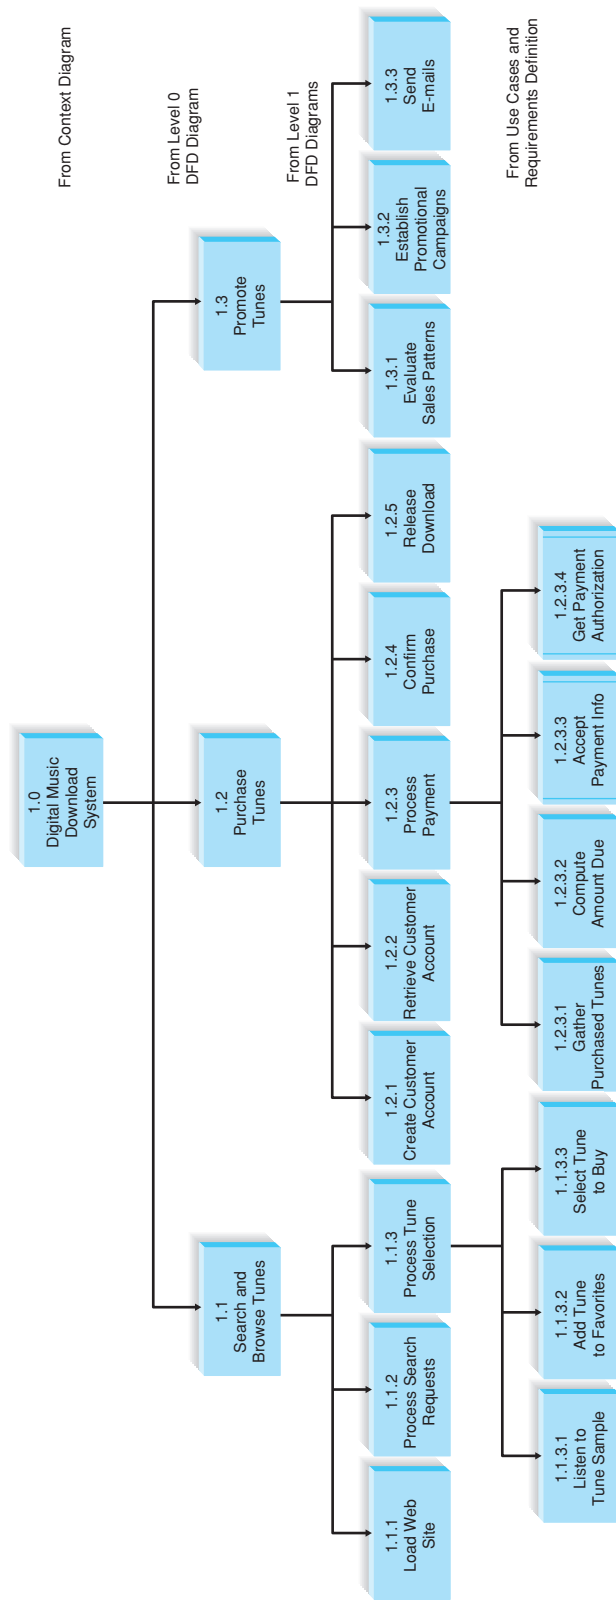 1.0
Digital Music
Download
System
From Context Diagram
1.1
Search and
Browse Tunes
1.2
Purchase
Tunes
1.3
Promote
Tunes
From Level 0
DFD Diagram
1.1.1
Load Web
Site
1.1.2
Process Search
Requests
1.1.3
Process Tune
Selection
1.2.1
Create Customer
Account
1.2.2
Retrieve Customer
Account
1.2.3
Process
Payment
1.2.4
Confirm
Purchase
1.2.5
Release
Download
1.3.1
Evaluate
Sales Patterns
1.3.2
Establish
Promotional
Campaigns
1.3.3
Send
E-mails
From Level 1
DFD Diagrams
1.1.3.1
Listen to
Tune Sample
1.1.3.2
Add Tune
to Favorites
1.1.3.3
Select Tune
to Buy
1.2.3.1
Gather
Purchased Tunes
1.2.3.2
Compute
Amount Due
1.2.3.3
Accept
Payment Info
1.2.3.4
Get Payment
Authorization
From Use Cases and
Requirements Definition